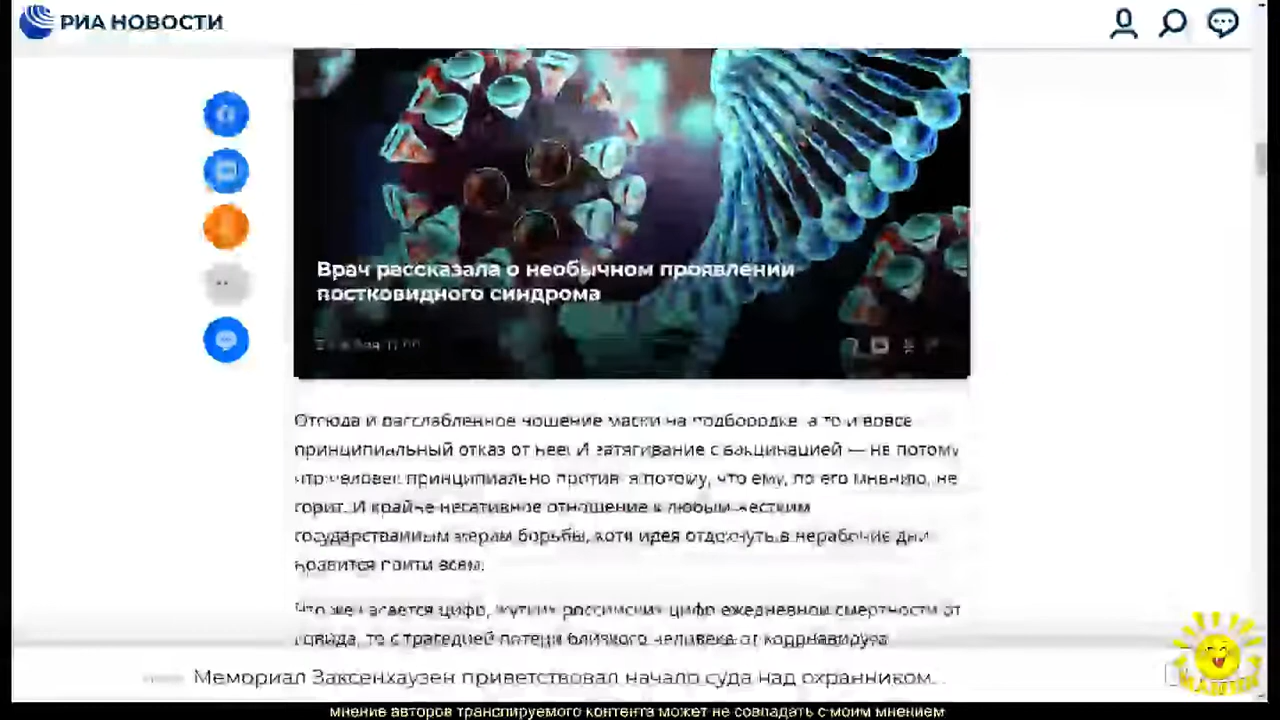 РИА НОВОСТИ
Врач рассказала о необычном проявлении
постковидного синдрома
Отсюда и расслабленное ношение маски на подбородке, а то и вовсе
принципиальный отказ от нее. И затягивание с вакцинацией — не потому,
что человек принципиально против, а потому, что ему, по его мнению, не
горит. И крайне негативное отношение к любым жестким
государственным мерам борьбы, хотя идея отдохнуть в нерабочие дни
нравится почти всем.
Что же касается цифр, жутких российских цифр ежедневной смертности от
ковида, то с трагедией потери близкого человека от коронавируса
Мемориал Заксенхаузен приветствовал начало суда над охранником...
мнение авторов транслируемого контента может не совпадать с моим мнением